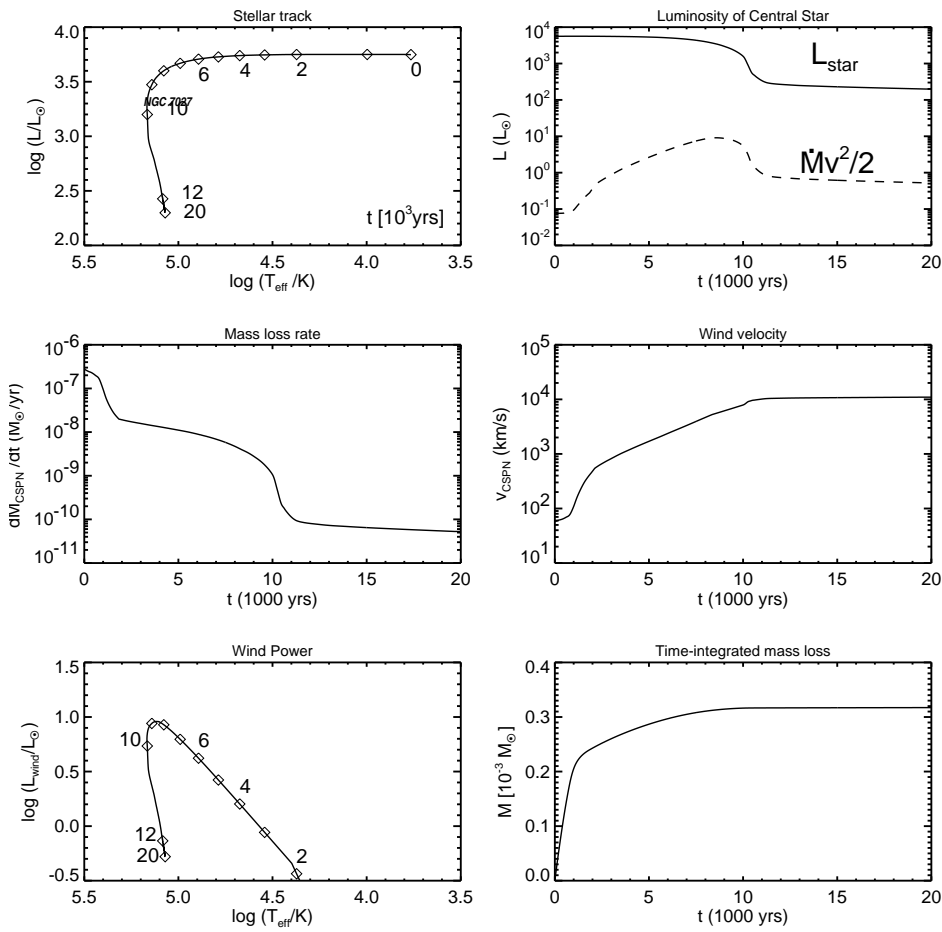 Stellar track
4.0
3.5
3.0
2.5
2.0
log (L/L☉)
6
4
2
0
NGC 7027
10
12
20
t [10³yrs]
5.5 5.0 4.5 4.0 3.5
log (T_eff /K)
Luminosity of Central Star
10⁴
10³
10²
10¹
10⁰
10⁻¹
10⁻²
L (L☉)
L_star
Ṁv²/2
0 5 10 15 20
t (1000 yrs)
Mass loss rate
10⁻⁶
10⁻⁷
10⁻⁸
10⁻⁹
10⁻¹⁰
10⁻¹¹
dM_CSPN /dt (M☉/yr)
0 5 10 15 20
t (1000 yrs)
Wind velocity
10⁵
10⁴
10³
10²
10¹
v_CSPN (km/s)
0 5 10 15 20
t (1000 yrs)
Wind Power
1.5
1.0
0.5
0.0
-0.5
log (L_wind/L☉)
10
6
4
12
20
2
5.5 5.0 4.5 4.0 3.5
log (T_eff/K)
Time-integrated mass loss
0.4
0.3
0.2
0.1
0.0
M [10⁻³ M☉]
0 5 10 15 20
t (1000 yrs)